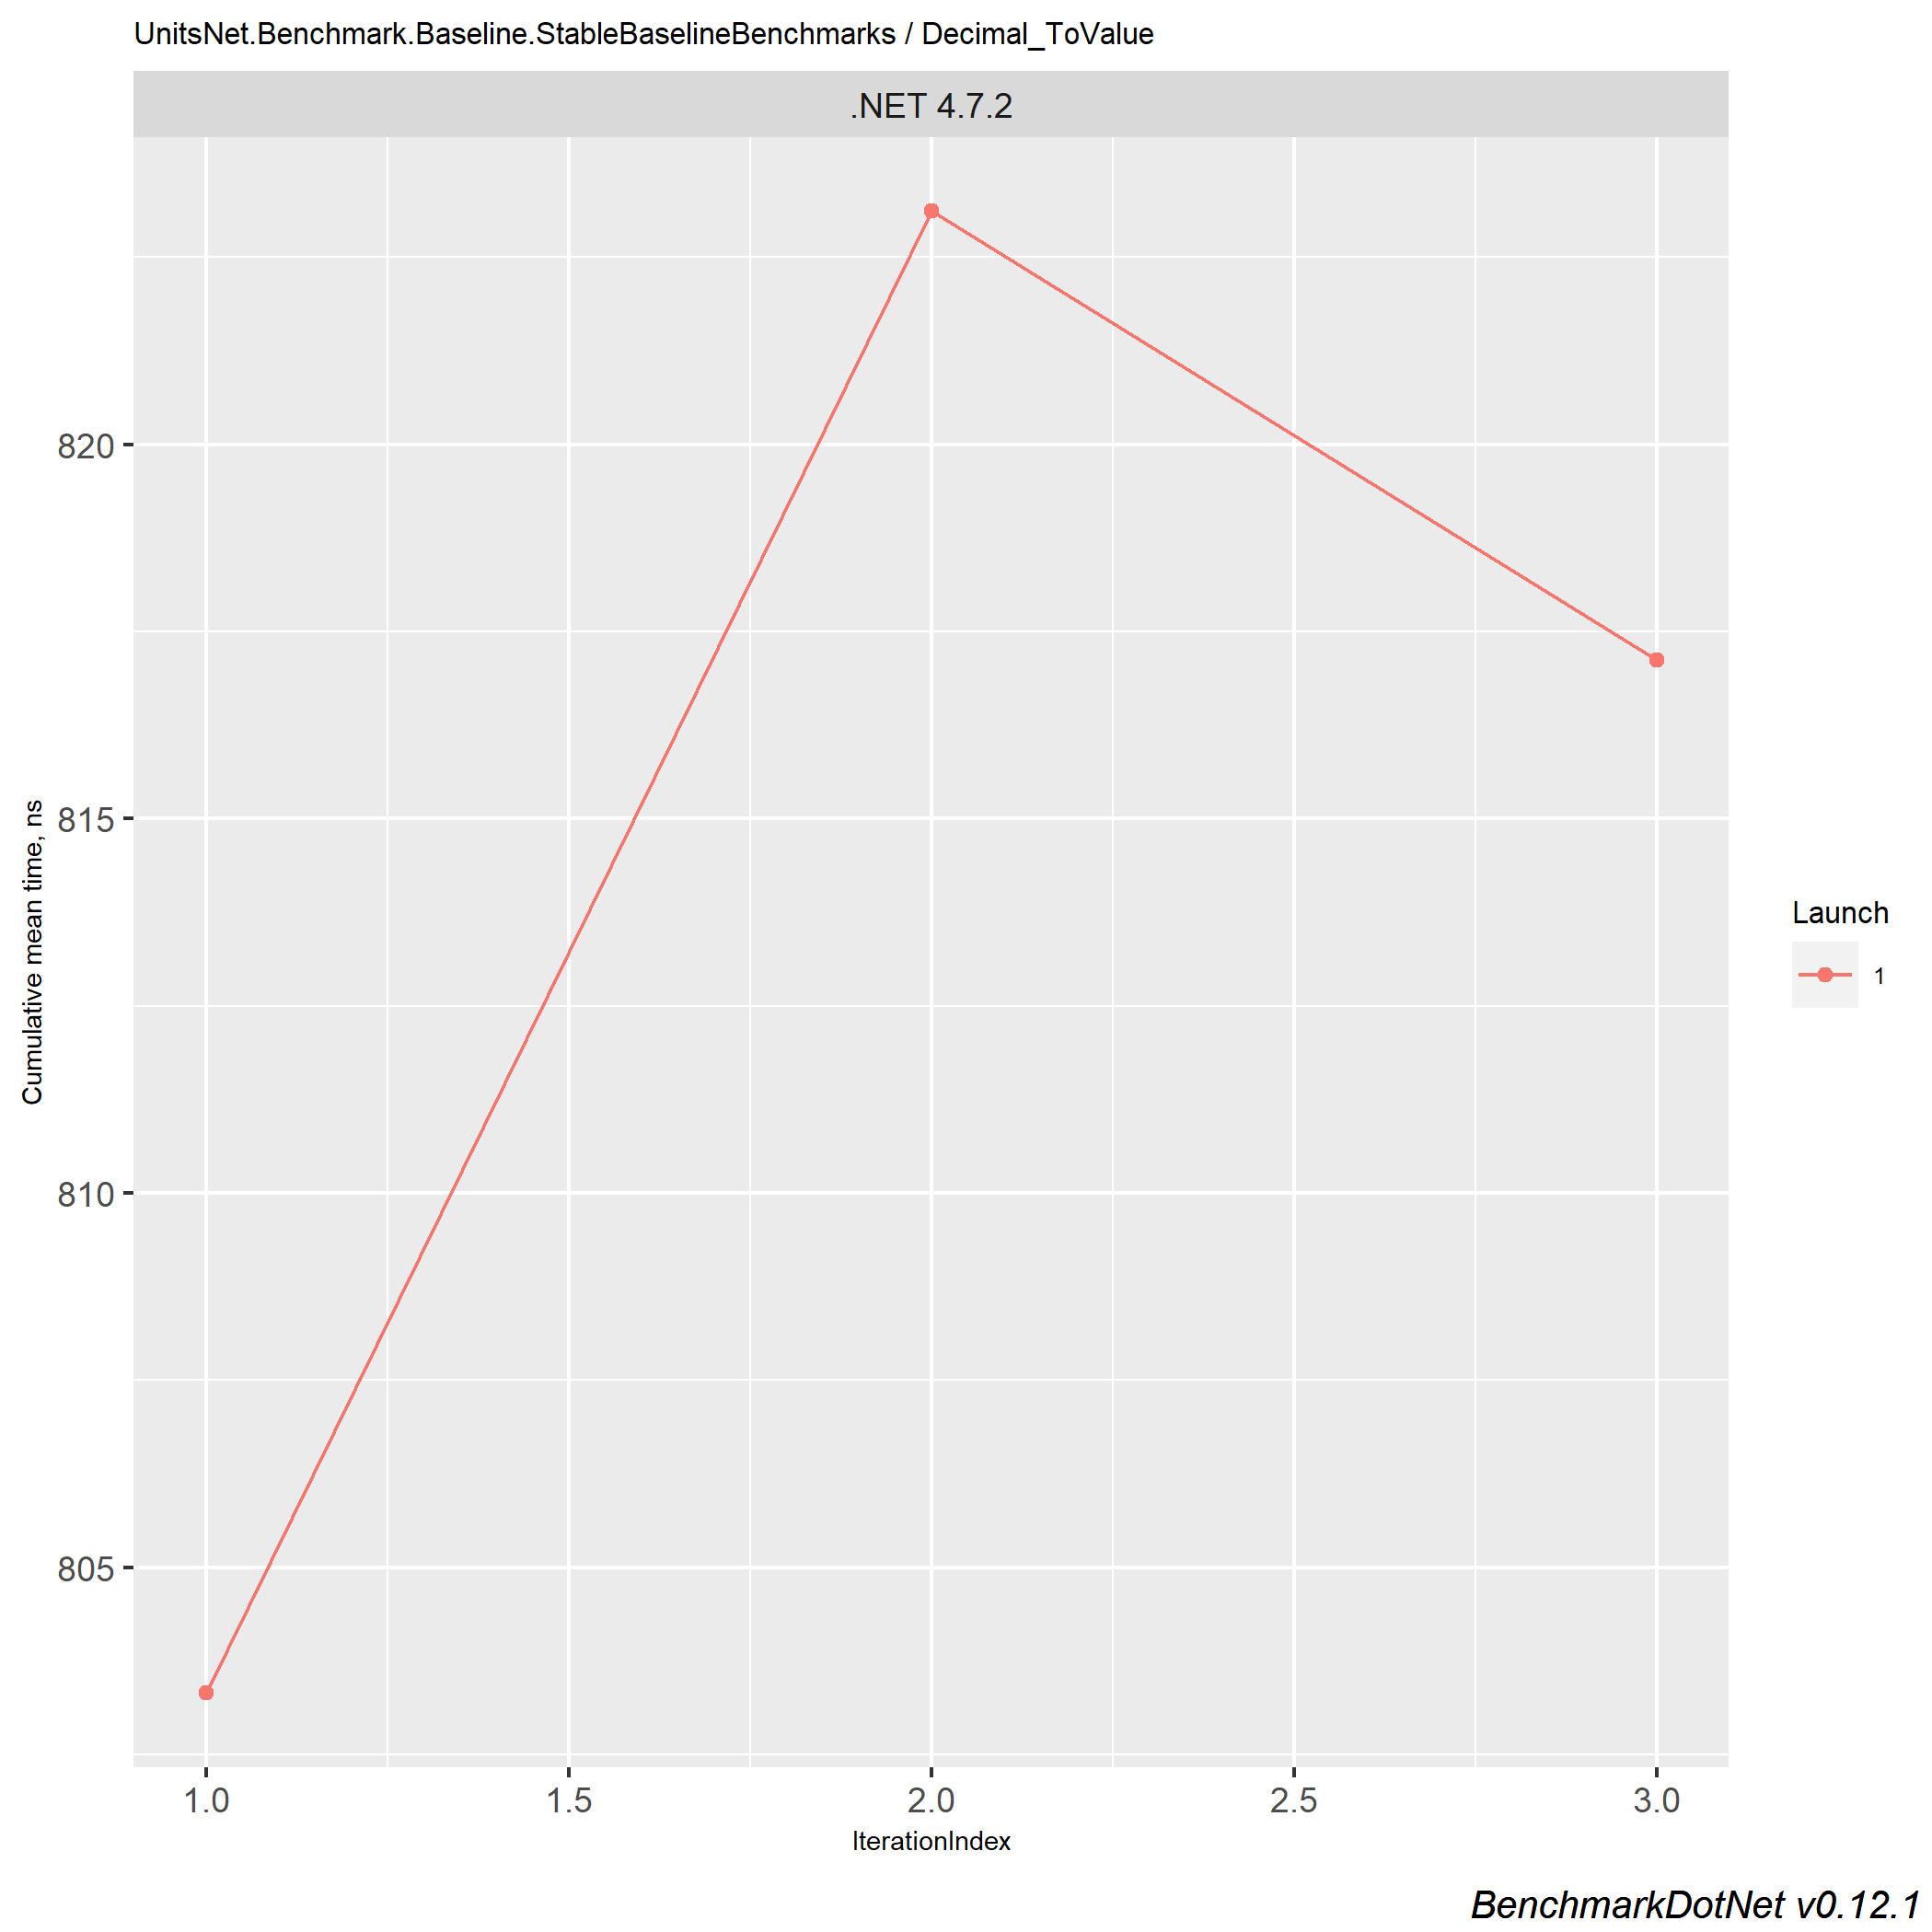 UnitsNet.Benchmark.Baseline.StableBaselineBenchmarks / Decimal_ToValue
.NET 4.7.2
820
815
810
805
Cumulative mean time, ns
1.0 1.5 2.0 2.5 3.0
IterationIndex
Launch
1
BenchmarkDotNet v0.12.1